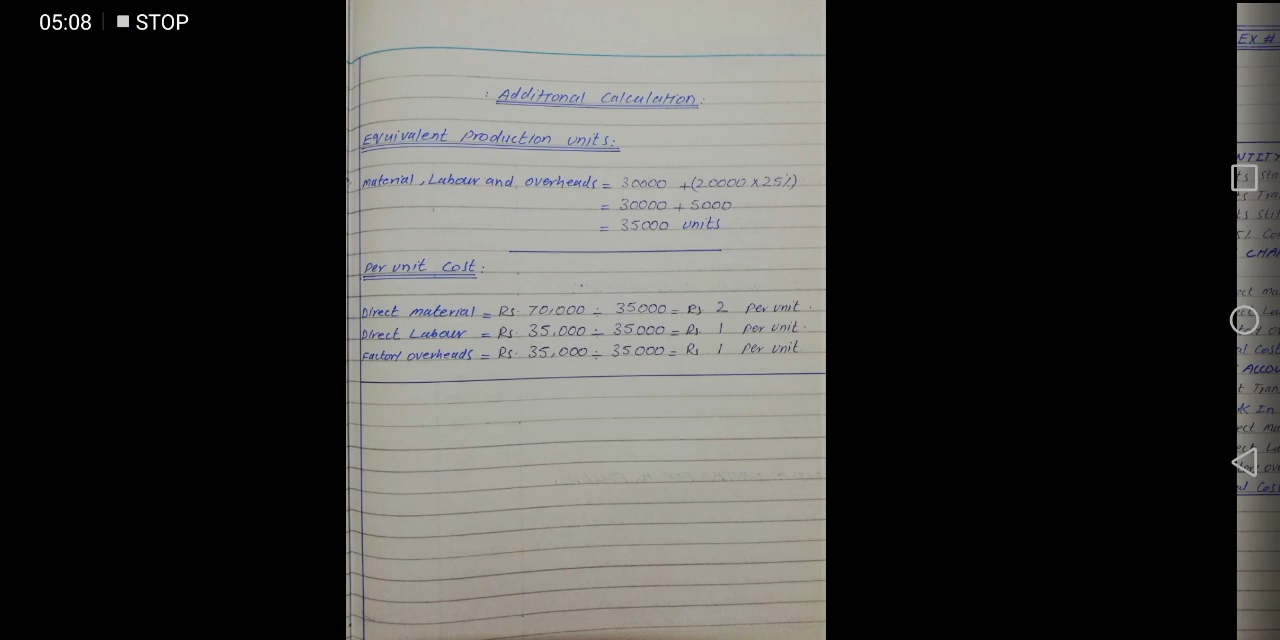 05:08 STOP
: Additional Calculation:
Equivalent Production units:
Material, Labour and overheads = 30000 + (20000 × 25%)
= 30000 + 5000
= 35000 units
Per unit Cost:
Direct material = Rs. 70,000 ÷ 35000 = Rs 2 Per unit.
Direct Labour = Rs. 35,000 ÷ 35000 = Rs 1 Per unit.
Factory overheads = Rs. 35,000 ÷ 35000 = Rs 1 Per unit.
EX #